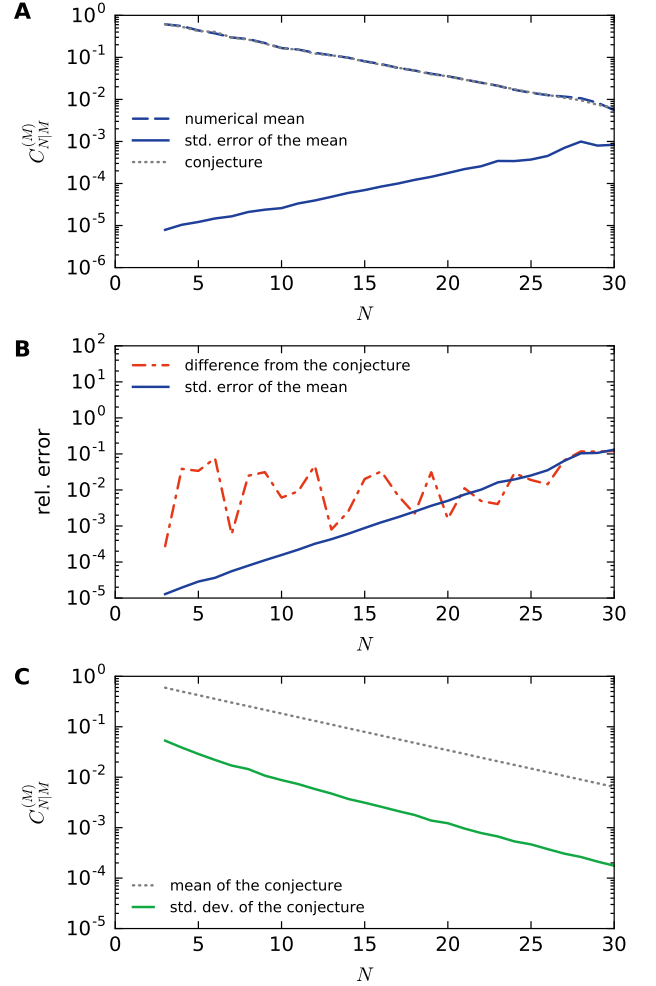 A
10^0
10^-1
10^-2
10^-3
10^-4
10^-5
10^-6
C_{N|M}^{(M)}
numerical mean
std. error of the mean
conjecture
0 5 10 15 20 25 30
N
B
10^2
10^1
10^0
10^-1
10^-2
10^-3
10^-4
10^-5
rel. error
difference from the conjecture
std. error of the mean
0 5 10 15 20 25 30
N
C
10^0
10^-1
10^-2
10^-3
10^-4
10^-5
C_{N|M}^{(M)}
mean of the conjecture
std. dev. of the conjecture
0 5 10 15 20 25 30
N